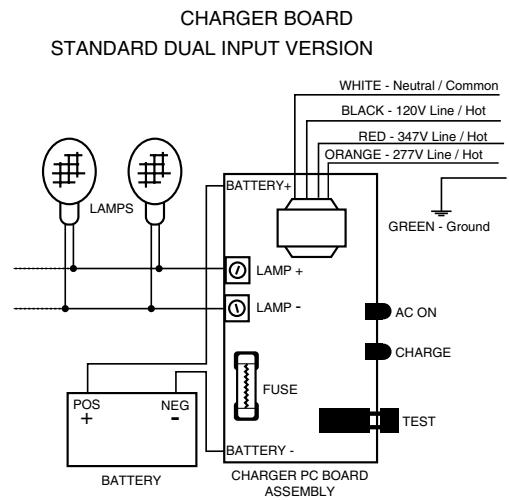 CHARGER BOARD
STANDARD DUAL INPUT VERSION
WHITE - Neutral / Common
BLACK - 120V Line / Hot
RED - 347V Line / Hot
ORANGE - 277V Line / Hot
BATTERY+
LAMPS
GREEN - Ground
LAMP +
LAMP -
AC ON
CHARGE
FUSE
POS
+
NEG
-
TEST
BATTERY -
BATTERY
CHARGER PC BOARD
ASSEMBLY